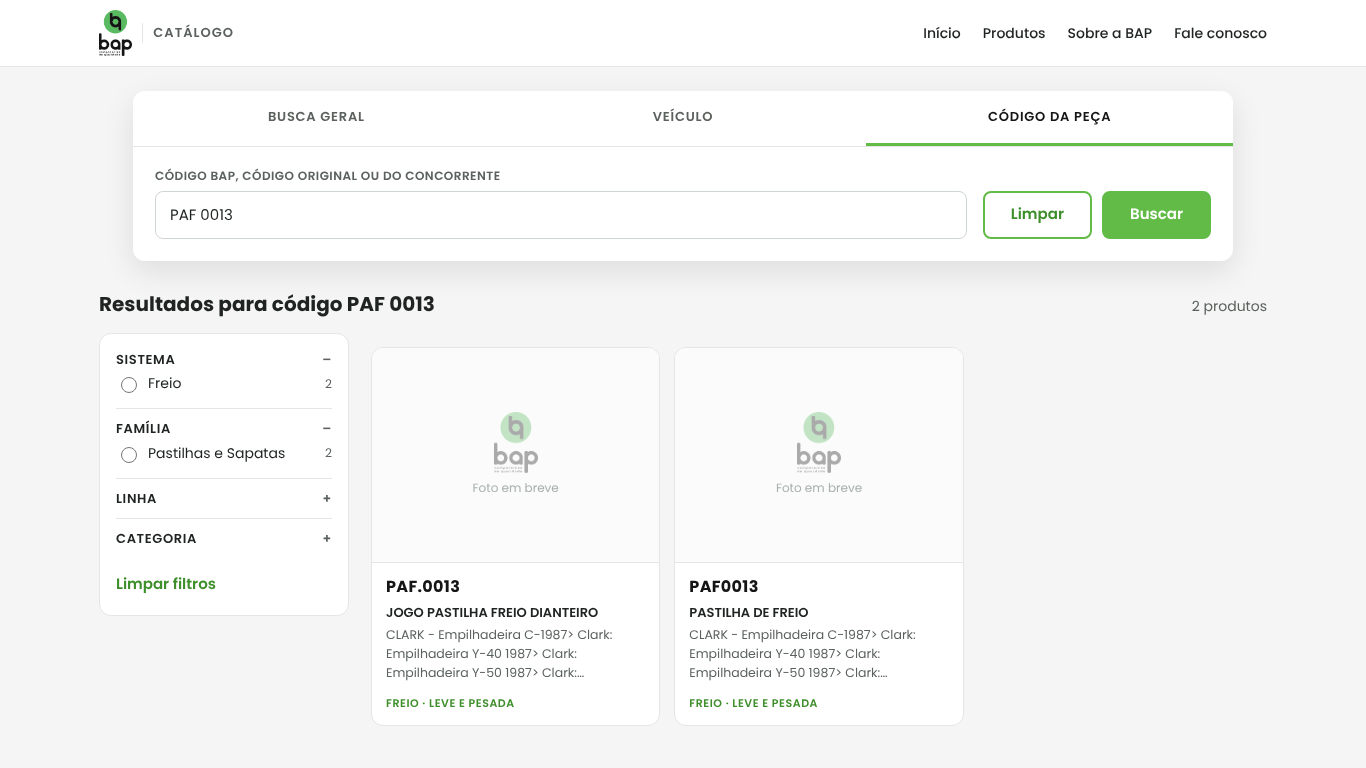 bap
CATÁLOGO
Início
Produtos
Sobre a BAP
Fale conosco
BUSCA GERAL
VEÍCULO
CÓDIGO DA PEÇA
CÓDIGO BAP, CÓDIGO ORIGINAL OU DO CONCORRENTE
PAF 0013
Limpar
Buscar
Resultados para código PAF 0013
2 produtos
SISTEMA −
Freio 2
FAMÍLIA −
Pastilhas e Sapatas 2
LINHA +
CATEGORIA +
Limpar filtros
bap
Foto em breve
PAF.0013
JOGO PASTILHA FREIO DIANTEIRO
CLARK - Empilhadeira C-1987> Clark:
Empilhadeira Y-40 1987> Clark:
Empilhadeira Y-50 1987> Clark:...
FREIO · LEVE E PESADA
bap
Foto em breve
PAF0013
PASTILHA DE FREIO
CLARK - Empilhadeira C-1987> Clark:
Empilhadeira Y-40 1987> Clark:
Empilhadeira Y-50 1987> Clark:...
FREIO · LEVE E PESADA